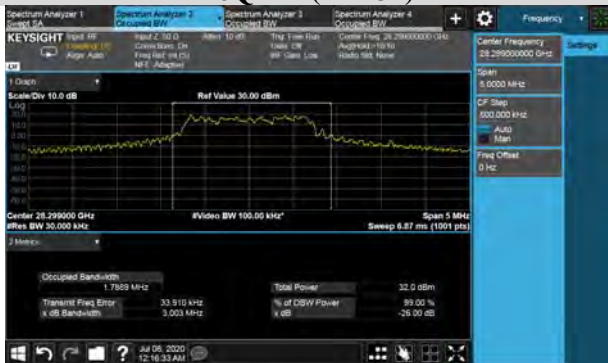 Spectrum Analyzer 1
Swept SA
Spectrum Analyzer 2
Occupied BW
Spectrum Analyzer 3
Occupied BW
Spectrum Analyzer 4
Occupied BW
Frequency
KEYSIGHT
Input: RF
Align: Auto
Input Z: 50 Ω
Corrections: On
Freq Ref: Int (S)
NFE: Adaptive
Atten: 10 dB
Trig: Free Run
Gate: Off
#IF Gain: Low
Center Freq: 28.299000000 GHz
Avg|Hold:>10/10
Radio Std: None
Center Frequency
28.299000000 GHz
Settings
Span
5.0000 MHz
CF Step
500.000 kHz
Auto
Man
Freq Offset
0 Hz
1 Graph
Scale/Div 10.0 dB
Ref Value 30.00 dBm
Log
Center 28.299000 GHz
#Video BW 100.00 kHz*
Span 5 MHz
#Res BW 30.000 kHz
Sweep 6.87 ms (1001 pts)
2 Metrics
Occupied Bandwidth
1.7889 MHz
Total Power
32.0 dBm
Transmit Freq Error
33.910 kHz
% of OBW Power
99.00 %
x dB Bandwidth
3.003 MHz
x dB
-26.00 dB
?
Jul 06, 2020
12:16:33 AM